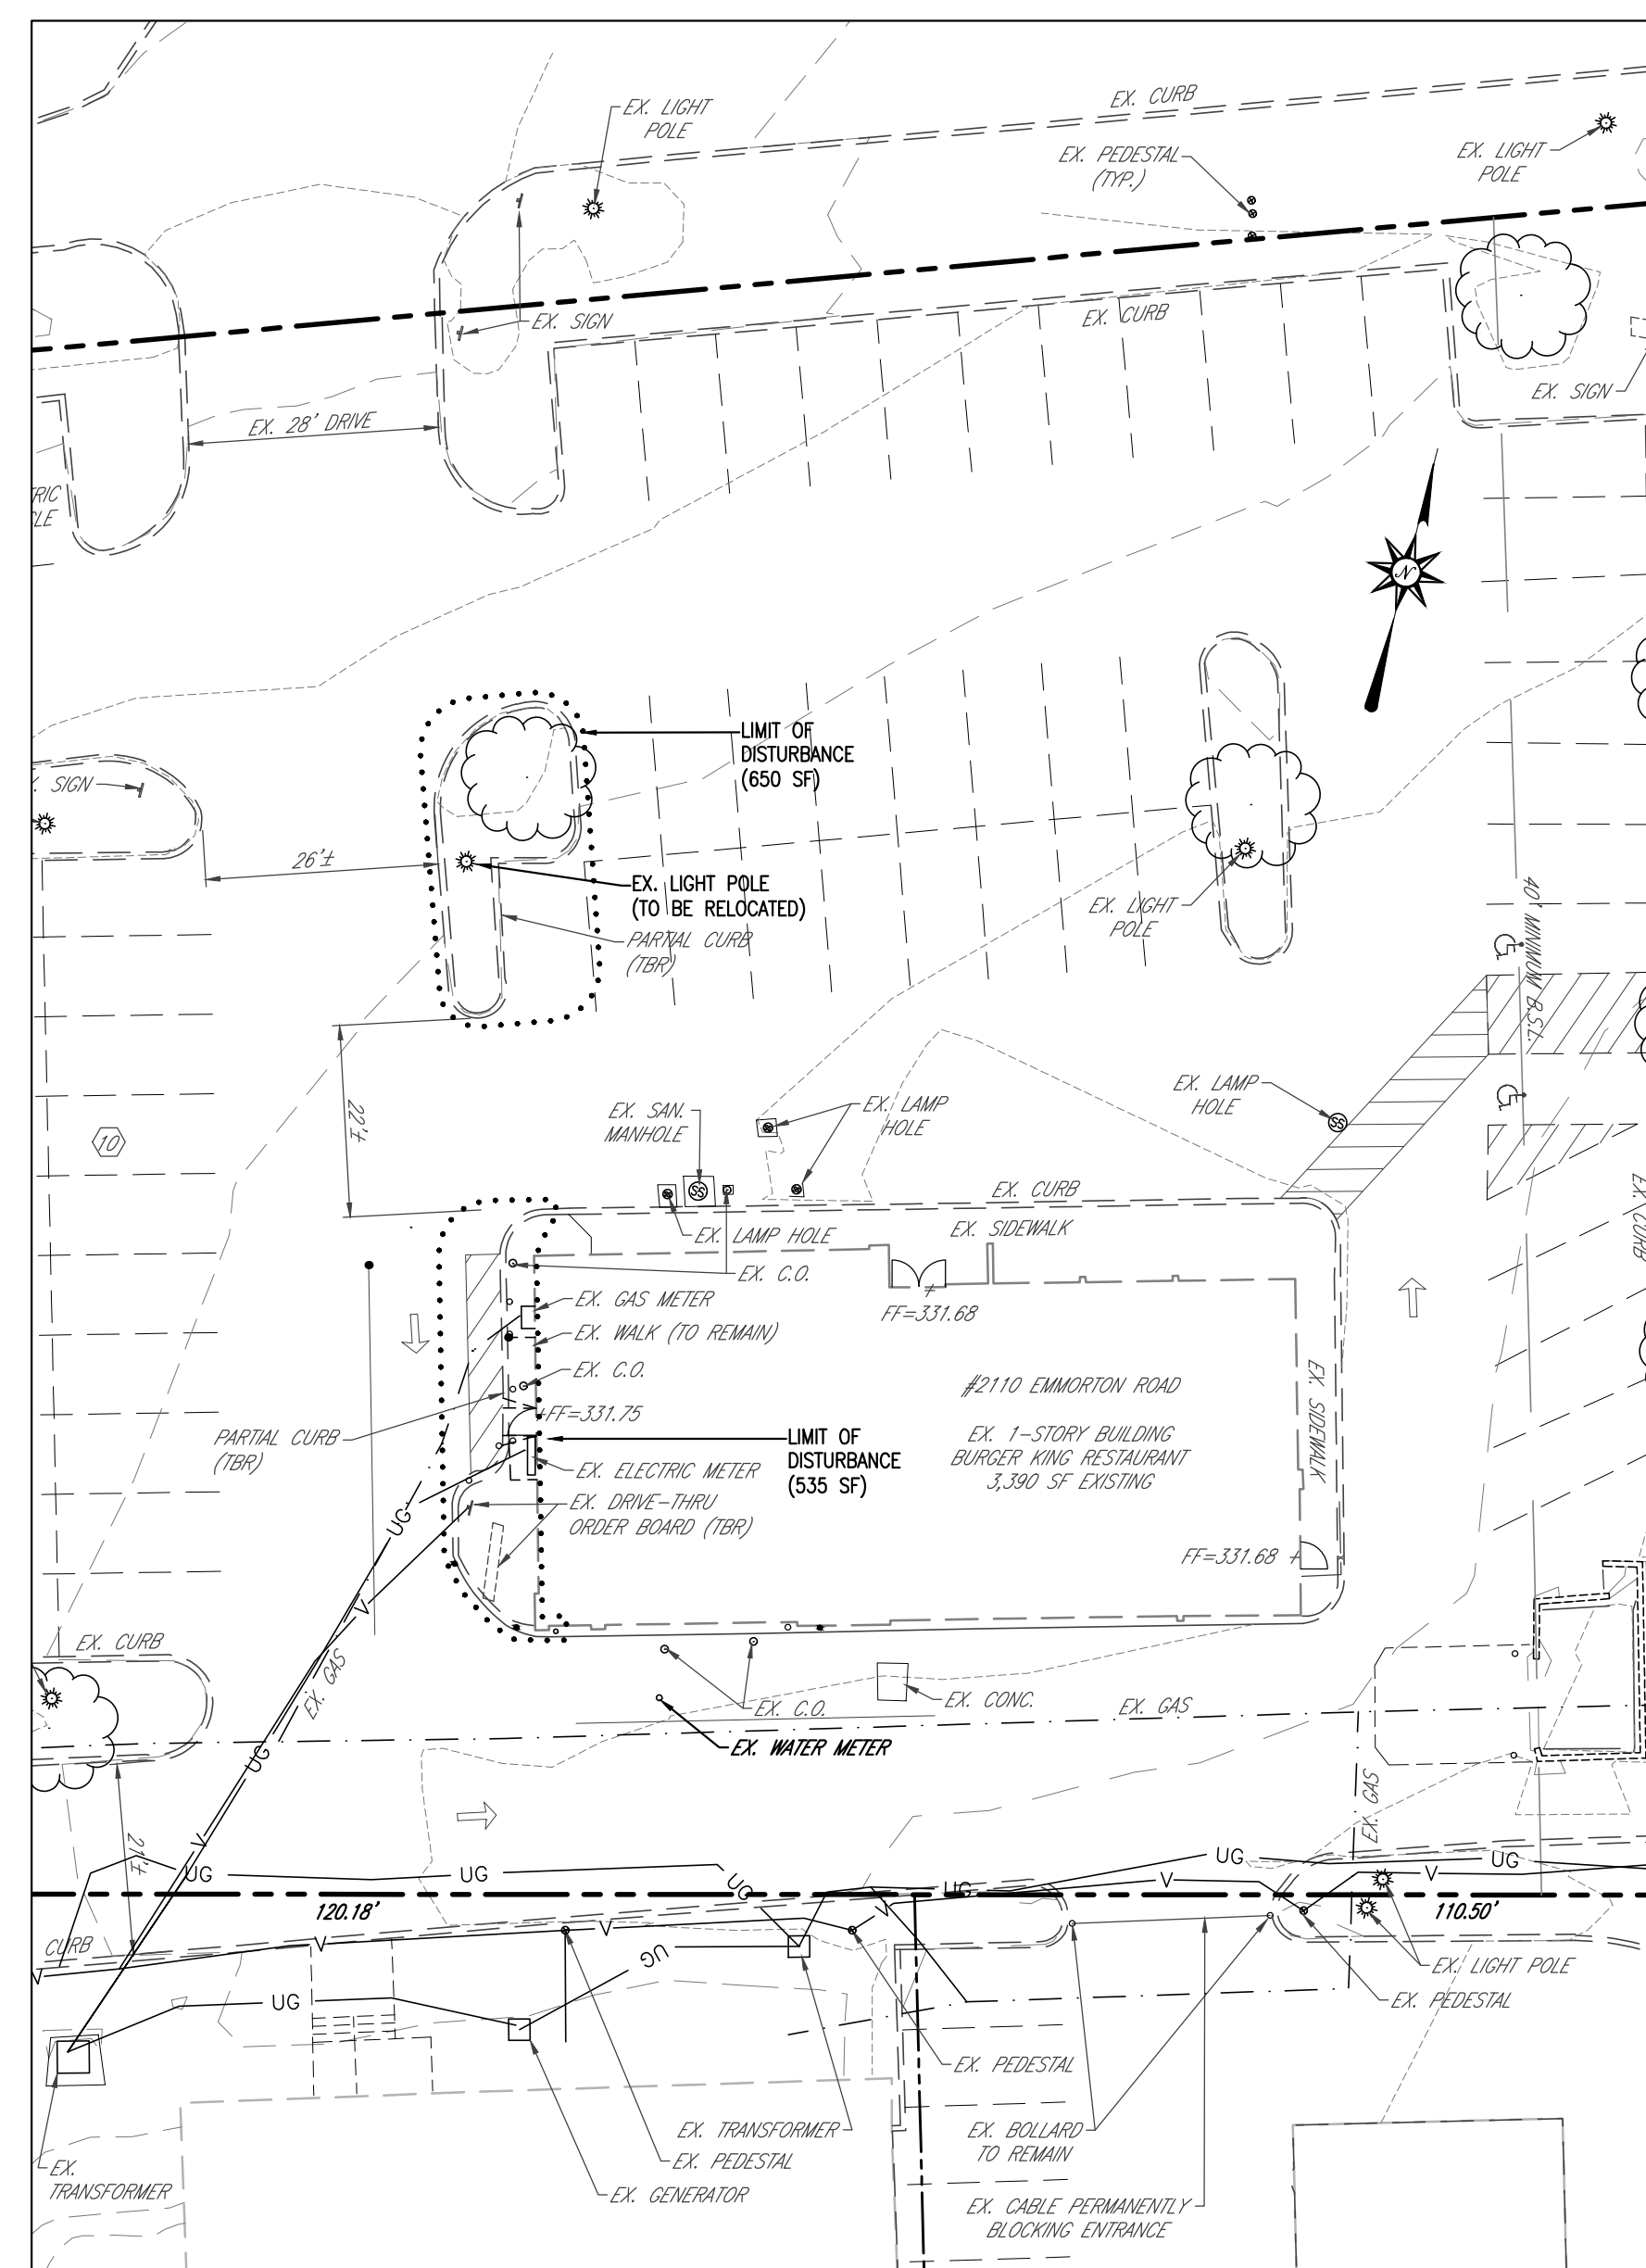 EX. LIGHT
POLE
EX. CURB
EX. PEDESTAL
(TYP.)
EX. LIGHT
POLE
EX. SIGN
EX. CURB
EX. SIGN
EX. 28' DRIVE
N
LIMIT OF
DISTURBANCE
(650 SF)
SIGN
26'±
EX. LIGHT POLE
(TO BE RELOCATED)
PARTIAL CURB
(TBR)
EX. LIGHT
POLE
40' MINIMUM B.S.L.
22'±
10
EX. SAN.
MANHOLE
EX. LAMP
HOLE
EX. LAMP
HOLE
SS
SS
EX. CURB
EX. SIDEWALK
EX. CURB
EX. LAMP HOLE
EX. C.O.
EX. GAS METER
FF=331.68
EX. WALK (TO REMAIN)
EX. C.O.
FF=331.75
#2110 EMMORTON ROAD
EX. SIDEWALK
PARTIAL CURB
(TBR)
LIMIT OF
DISTURBANCE
(535 SF)
EX. 1-STORY BUILDING
BURGER KING RESTAURANT
3,390 SF EXISTING
EX. ELECTRIC METER
EX. DRIVE-THRU
ORDER BOARD (TBR)
UG
FF=331.68
V
EX. CURB
EX. GAS
EX. C.O.
EX. CONC.
EX. GAS
EX. WATER METER
UG
EX. GAS
V
21'±
UG
UG
UG
UG
V
UG
V
UG
120.18'
V
110.50'
CURB
V
V
V
UG
EX. LIGHT POLE
UG
EX. PEDESTAL
EX. PEDESTAL
EX. TRANSFORMER
EX. BOLLARD
TO REMAIN
EX. PEDESTAL
EX.
TRANSFORMER
EX. GENERATOR
EX. CABLE PERMANENTLY
BLOCKING ENTRANCE